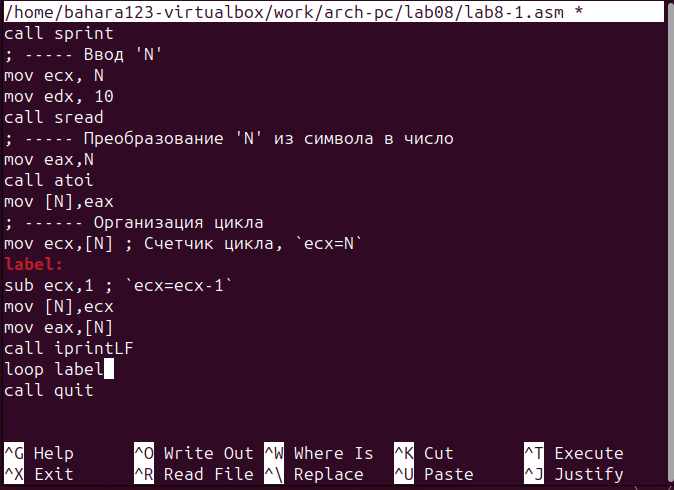 /home/bahara123-virtualbox/work/arch-pc/lab08/lab8-1.asm *
call sprint
; ----- Ввод 'N'
mov ecx, N
mov edx, 10
call sread
; ----- Преобразование 'N' из символа в число
mov eax,N
call atoi
mov [N],eax
; ------ Организация цикла
mov ecx,[N] ; Счетчик цикла, `ecx=N`
label:
sub ecx,1 ; `ecx=ecx-1`
mov [N],ecx
mov eax,[N]
call iprintLF
loop label
call quit
^G Help ^O Write Out ^W Where Is ^K Cut ^T Execute
^X Exit ^R Read File ^\ Replace ^U Paste ^J Justify